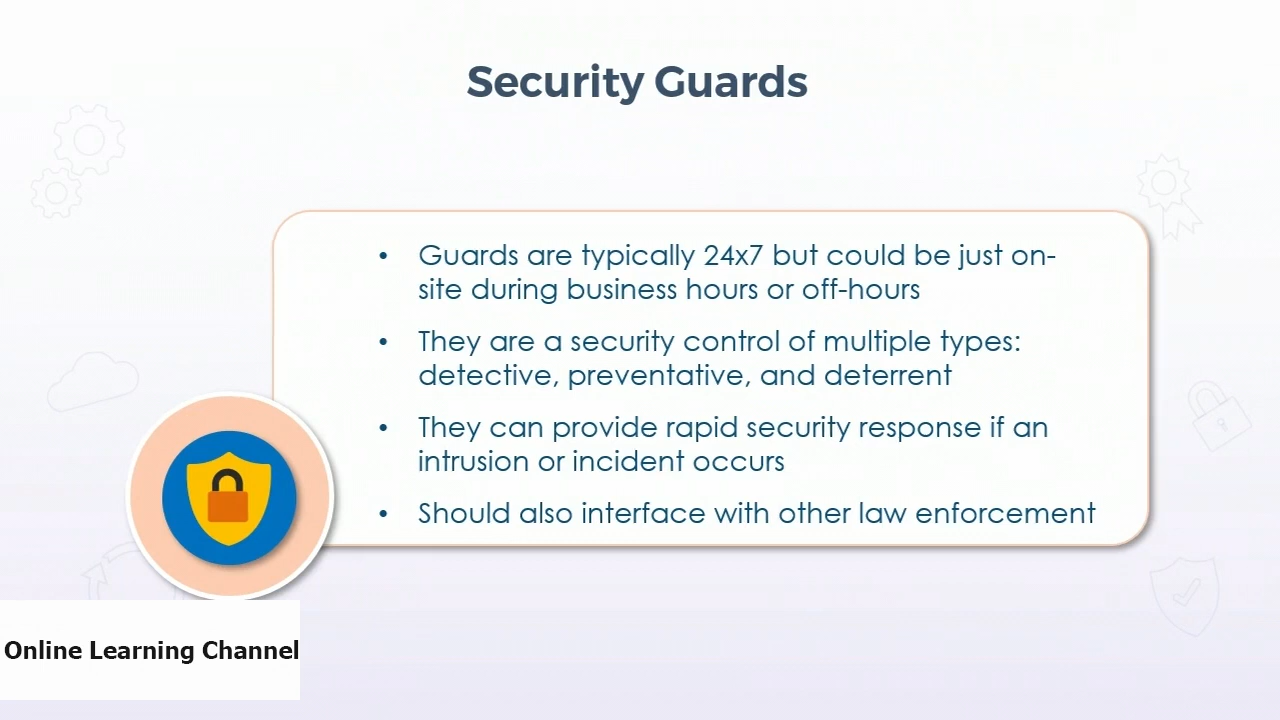 Security Guards
• Guards are typically 24x7 but could be just on-
site during business hours or off-hours
• They are a security control of multiple types:
detective, preventative, and deterrent
• They can provide rapid security response if an
intrusion or incident occurs
• Should also interface with other law enforcement
Online Learning Channel